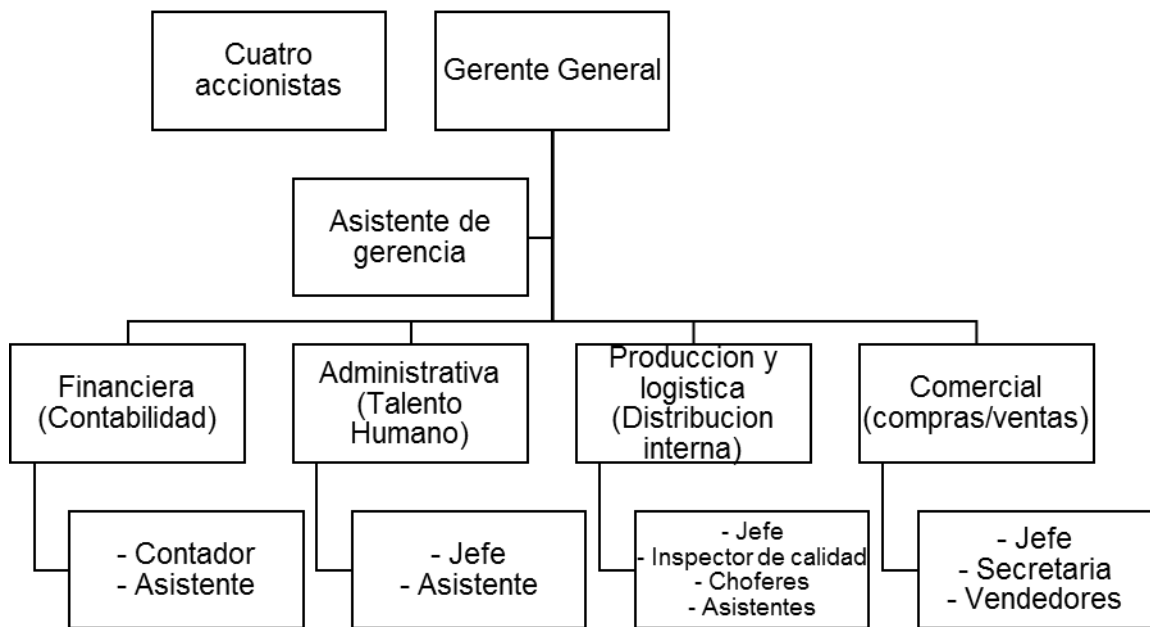 Cuatro
accionistas
Gerente General
Asistente de
gerencia
Financiera
(Contabilidad)
Administrativa
(Talento
Humano)
Produccion y
logistica
(Distribucion
interna)
Comercial
(compras/ventas)
- Contador
- Asistente
- Jefe
- Asistente
- Jefe
- Inspector de calidad
- Choferes
- Asistentes
- Jefe
- Secretaria
- Vendedores